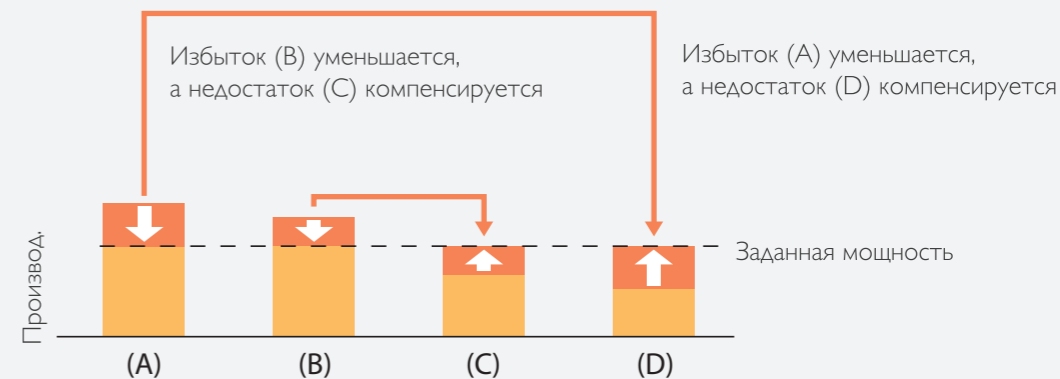 Избыток (B) уменьшается,
а недостаток (C) компенсируется
Избыток (A) уменьшается,
а недостаток (D) компенсируется
Производ.
Заданная мощность
(A)
(B)
(C)
(D)